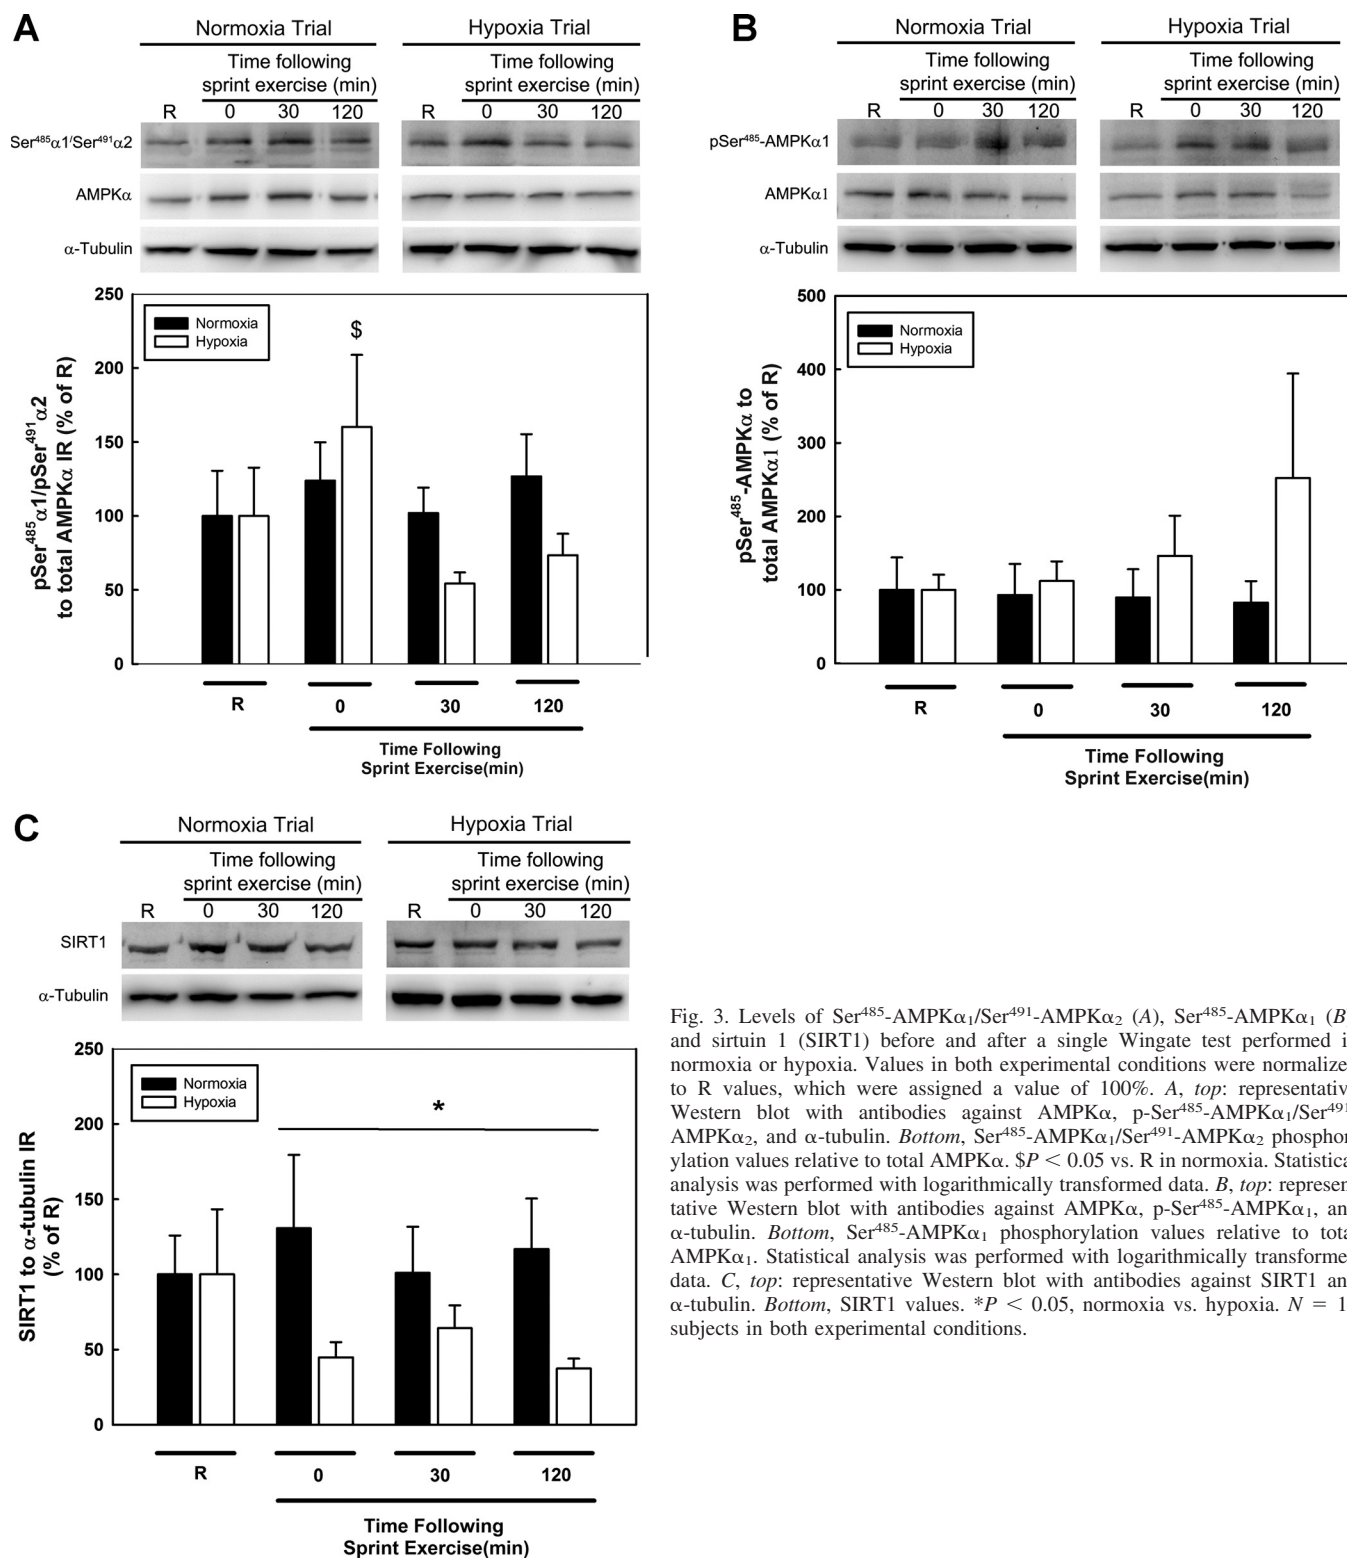 A
Normoxia Trial
Hypoxia Trial
Time following
sprint exercise (min)
Time following
sprint exercise (min)
R 0 30 120
R 0 30 120
Ser⁴⁸⁵α1/Ser⁴⁹¹α2
AMPKα
α-Tubulin
250
200
150
100
50
0
pSer⁴⁸⁵α1/pSer⁴⁹¹α2
to total AMPKα IR (% of R)
Normoxia
Hypoxia
$
R 0 30 120
Time Following
Sprint Exercise(min)
B
Normoxia Trial
Hypoxia Trial
Time following
sprint exercise (min)
Time following
sprint exercise (min)
R 0 30 120
R 0 30 120
pSer⁴⁸⁵-AMPKα1
AMPKα1
α-Tubulin
500
400
300
200
100
0
pSer⁴⁸⁵-AMPKα to
total AMPKα1 (% of R)
Normoxia
Hypoxia
R 0 30 120
Time Following
Sprint Exercise(min)
C
Normoxia Trial
Hypoxia Trial
Time following
sprint exercise (min)
Time following
sprint exercise (min)
R 0 30 120
R 0 30 120
SIRT1
α-Tubulin
250
200
150
100
50
0
SIRT1 to α-tubulin IR
(% of R)
Normoxia
Hypoxia
*
R 0 30 120
Time Following
Sprint Exercise(min)
Fig. 3. Levels of Ser⁴⁸⁵-AMPKα₁/Ser⁴⁹¹-AMPKα₂ (A), Ser⁴⁸⁵-AMPKα₁ (B
and sirtuin 1 (SIRT1) before and after a single Wingate test performed i
normoxia or hypoxia. Values in both experimental conditions were normalize
to R values, which were assigned a value of 100%. A, top: representativ
Western blot with antibodies against AMPKα, p-Ser⁴⁸⁵-AMPKα₁/Ser⁴⁹¹
AMPKα₂, and α-tubulin. Bottom, Ser⁴⁸⁵-AMPKα₁/Ser⁴⁹¹-AMPKα₂ phosphor
ylation values relative to total AMPKα. $P < 0.05 vs. R in normoxia. Statistica
analysis was performed with logarithmically transformed data. B, top: represen
tative Western blot with antibodies against AMPKα, p-Ser⁴⁸⁵-AMPKα₁, an
α-tubulin. Bottom, Ser⁴⁸⁵-AMPKα₁ phosphorylation values relative to tota
AMPKα₁. Statistical analysis was performed with logarithmically transforme
data. C, top: representative Western blot with antibodies against SIRT1 an
α-tubulin. Bottom, SIRT1 values. *P < 0.05, normoxia vs. hypoxia. N = 1
subjects in both experimental conditions.